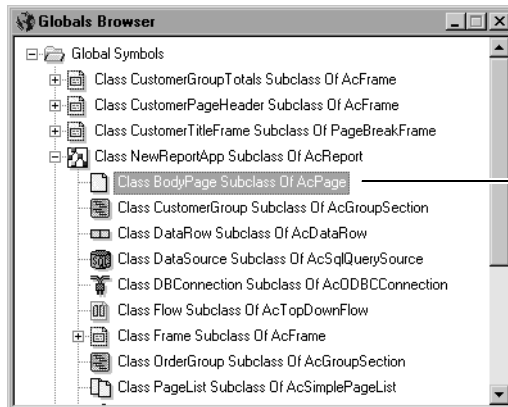 Globals Browser
Global Symbols
Class CustomerGroupTotals Subclass Of AcFrame
Class CustomerPageHeader Subclass Of AcFrame
Class CustomerTitleFrame Subclass Of PageBreakFrame
Class NewReportApp Subclass Of AcReport
Class BodyPage Subclass Of AcPage
Class CustomerGroup Subclass Of AcGroupSection
Class DataRow Subclass Of AcDataRow
SQL
Class DataSource Subclass Of AcSqlQuerySource
Class DBConnection Subclass Of AcODBCConnection
Class Flow Subclass Of AcTopDownFlow
Class Frame Subclass Of AcFrame
Class OrderGroup Subclass Of AcGroupSection
Class PageList Subclass Of AcSimplePageList